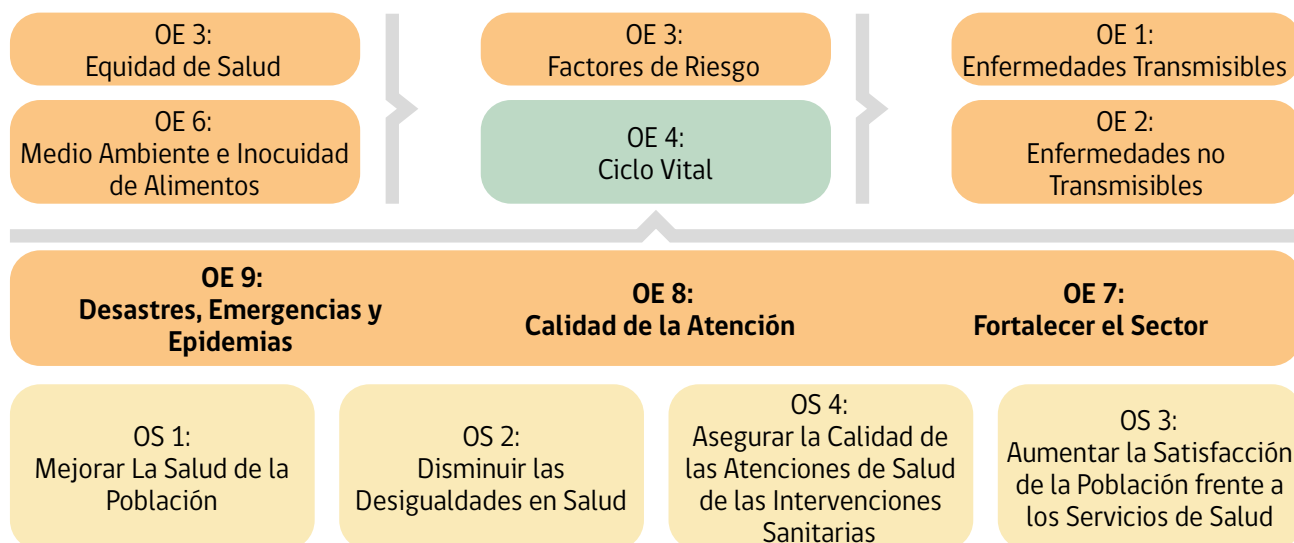 OE 3:
Equidad de Salud
OE 3:
Factores de Riesgo
OE 1:
Enfermedades Transmisibles
OE 6:
Medio Ambiente e Inocuidad
de Alimentos
OE 4:
Ciclo Vital
OE 2:
Enfermedades no
Transmisibles
OE 9:
Desastres, Emergencias y
Epidemias
OE 8:
Calidad de la Atención
OE 7:
Fortalecer el Sector
OS 1:
Mejorar La Salud de la
Población
OS 2:
Disminuir las
Desigualdades en Salud
OS 4:
Asegurar la Calidad de
las Atenciones de Salud
de las Intervenciones
Sanitarias
OS 3:
Aumentar la Satisfacción
de la Población frente a
los Servicios de Salud